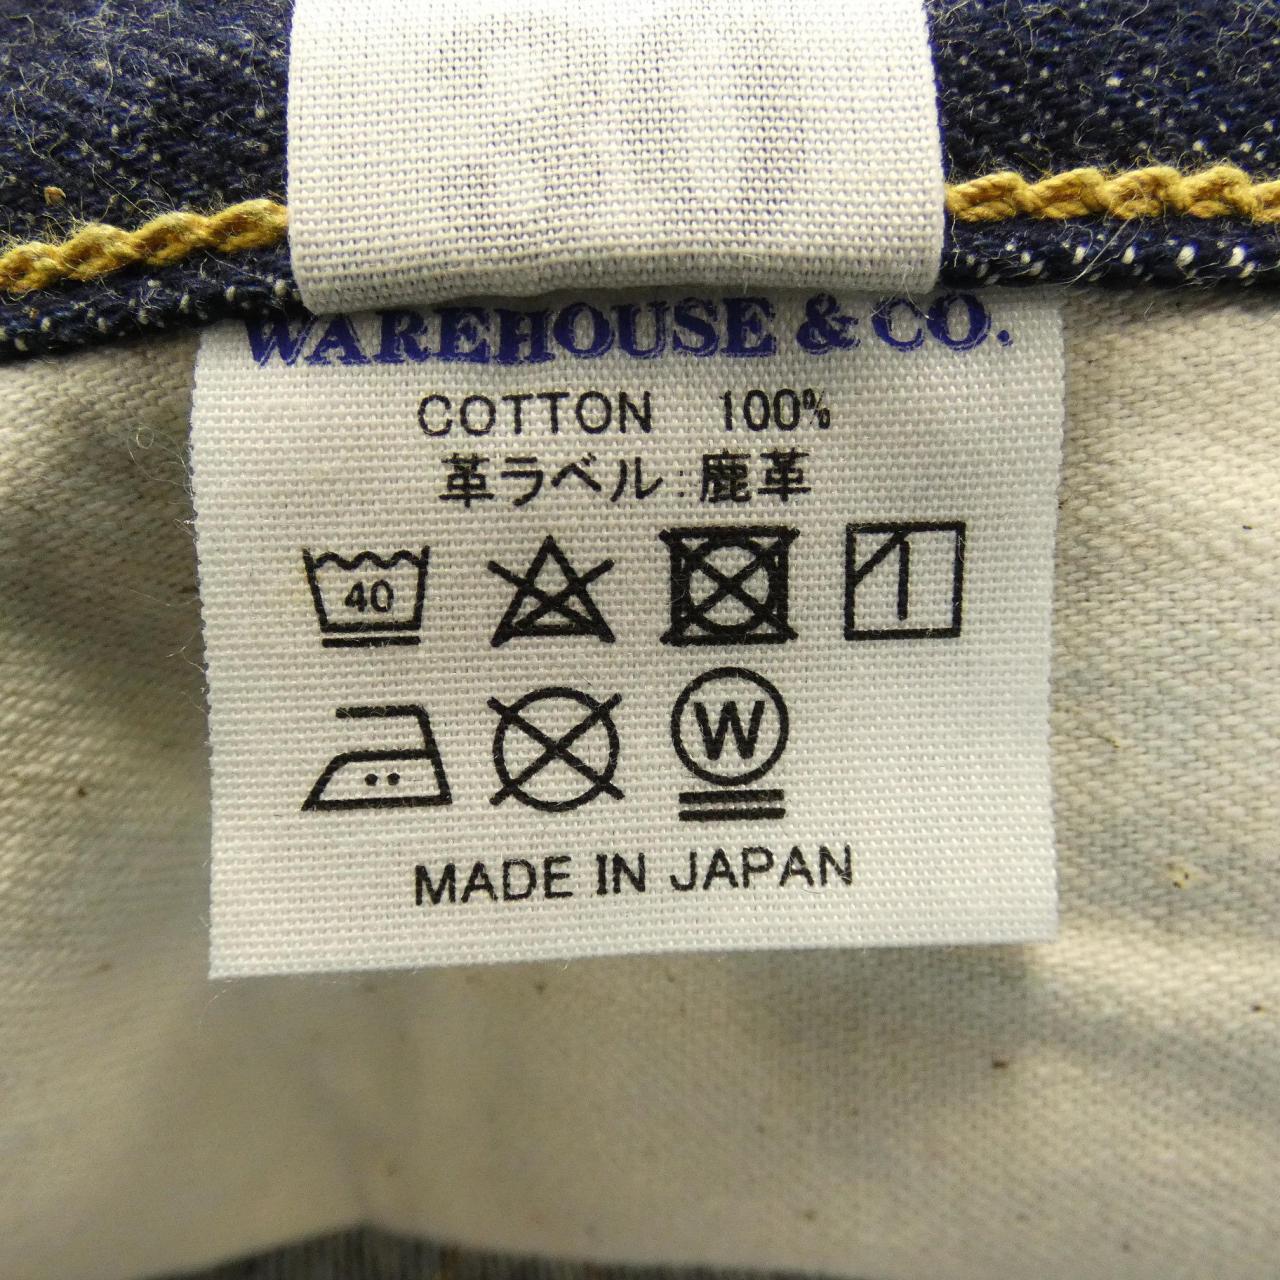 WAREHOUSE & CO.
COTTON 100%
革ラベル:鹿革
40
W
MADE IN JAPAN